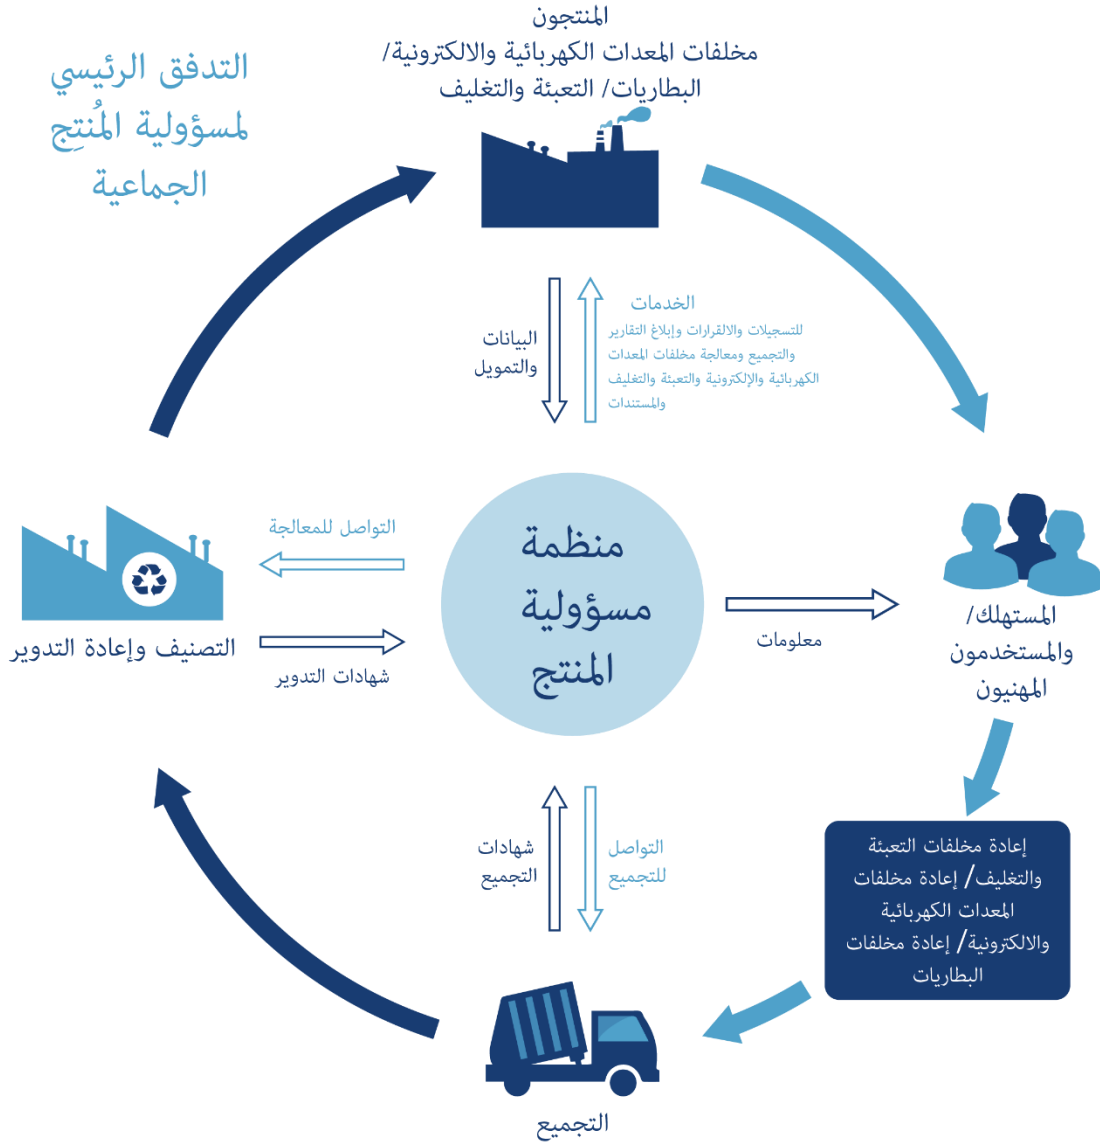 المنتجون
مخلفات المعدات الكهربائية والالكترونية/
البطاريات/ التعبئة والتغليف
التدفق الرئيسي
لمسؤولية المُنتِج
الجماعية
الخدمات
للتسجيلات والالقرارات وإبلاغ التقارير
والتجميع ومعالجة مخلفات المعدات
الكهربائية والإلكترونية والتعبئة والتغليف
والمستندات
البيانات
والتمويل
منظمة
مسؤولية
المنتج
التواصل للمعالجة
شهادات التدوير
التصنيف وإعادة التدوير
معلومات
المستهلك/
والمستخدمون
المهنيون
إعادة مخلفات التعبئة
والتغليف/ إعادة مخلفات
المعدات الكهربائية
والالكترونية/ إعادة مخلفات
البطاريات
التواصل
للتجميع
شهادات
التجميع
التجميع